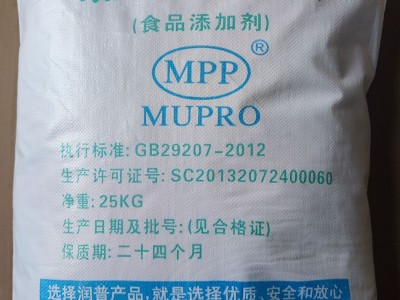 (食品添加剂)
MPP®
MUPRO
执行标准: GB29207-2012
生产许可证号: SC20132072400060
净重: 25KG
生产日期及批号: (见合格证)
保质期: 二十四个月
选择润普产品, 就是选择优质、安全和放心